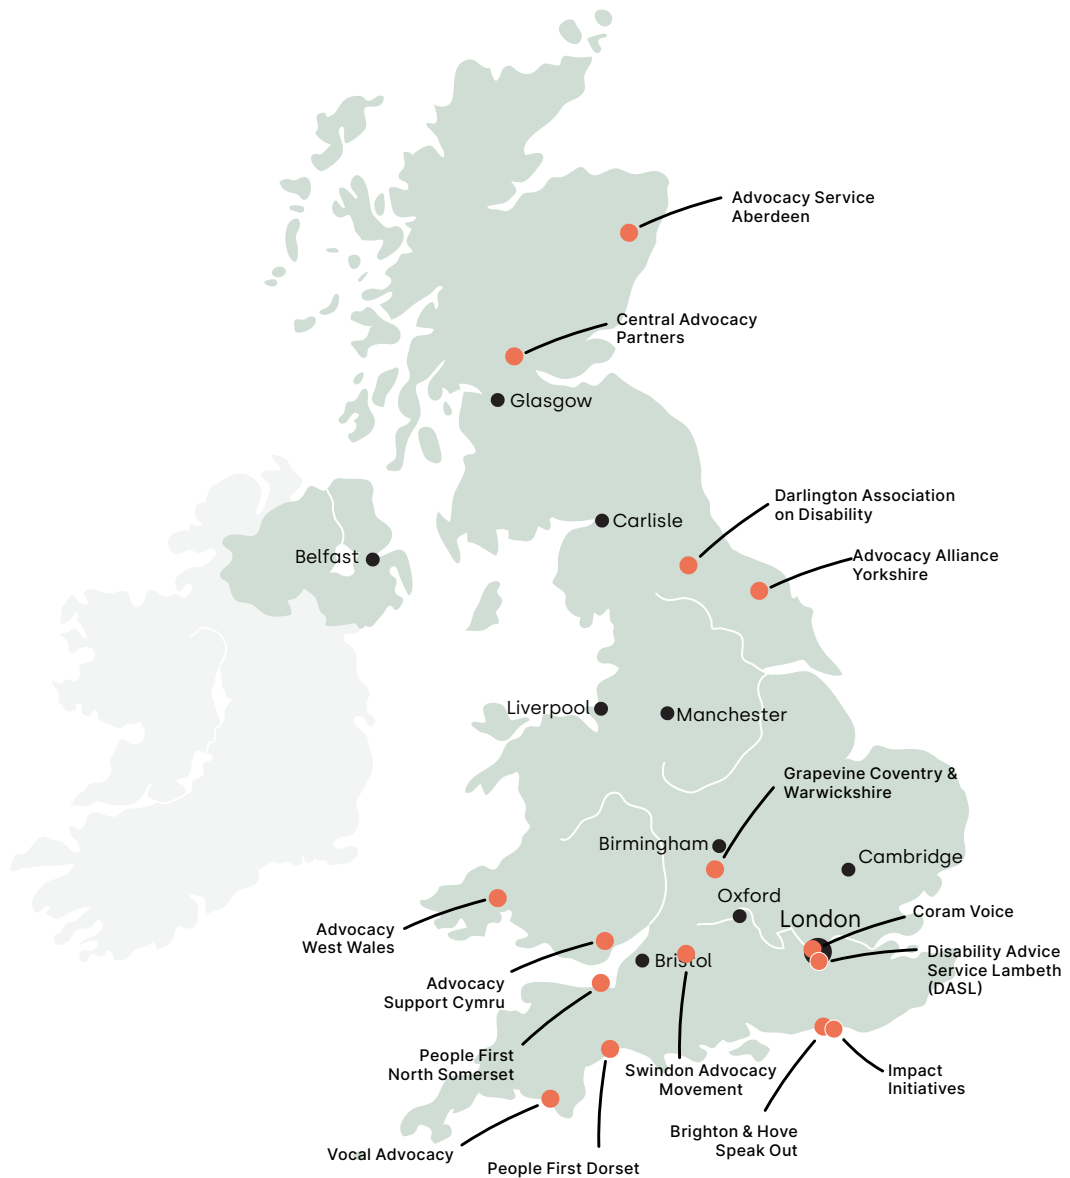 Advocacy Service
Aberdeen
Central Advocacy
Partners
Glasgow
Darlington Association
on Disability
Carlisle
Advocacy Alliance
Yorkshire
Belfast
Liverpool
Manchester
Grapevine Coventry &
Warwickshire
Birmingham
Cambridge
Oxford
London
Coram Voice
Advocacy
West Wales
Disability Advice
Service Lambeth
(DASL)
Bristol
Advocacy
Support Cymru
People First
North Somerset
Swindon Advocacy
Movement
Impact
Initiatives
Brighton & Hove
Speak Out
Vocal Advocacy
People First Dorset